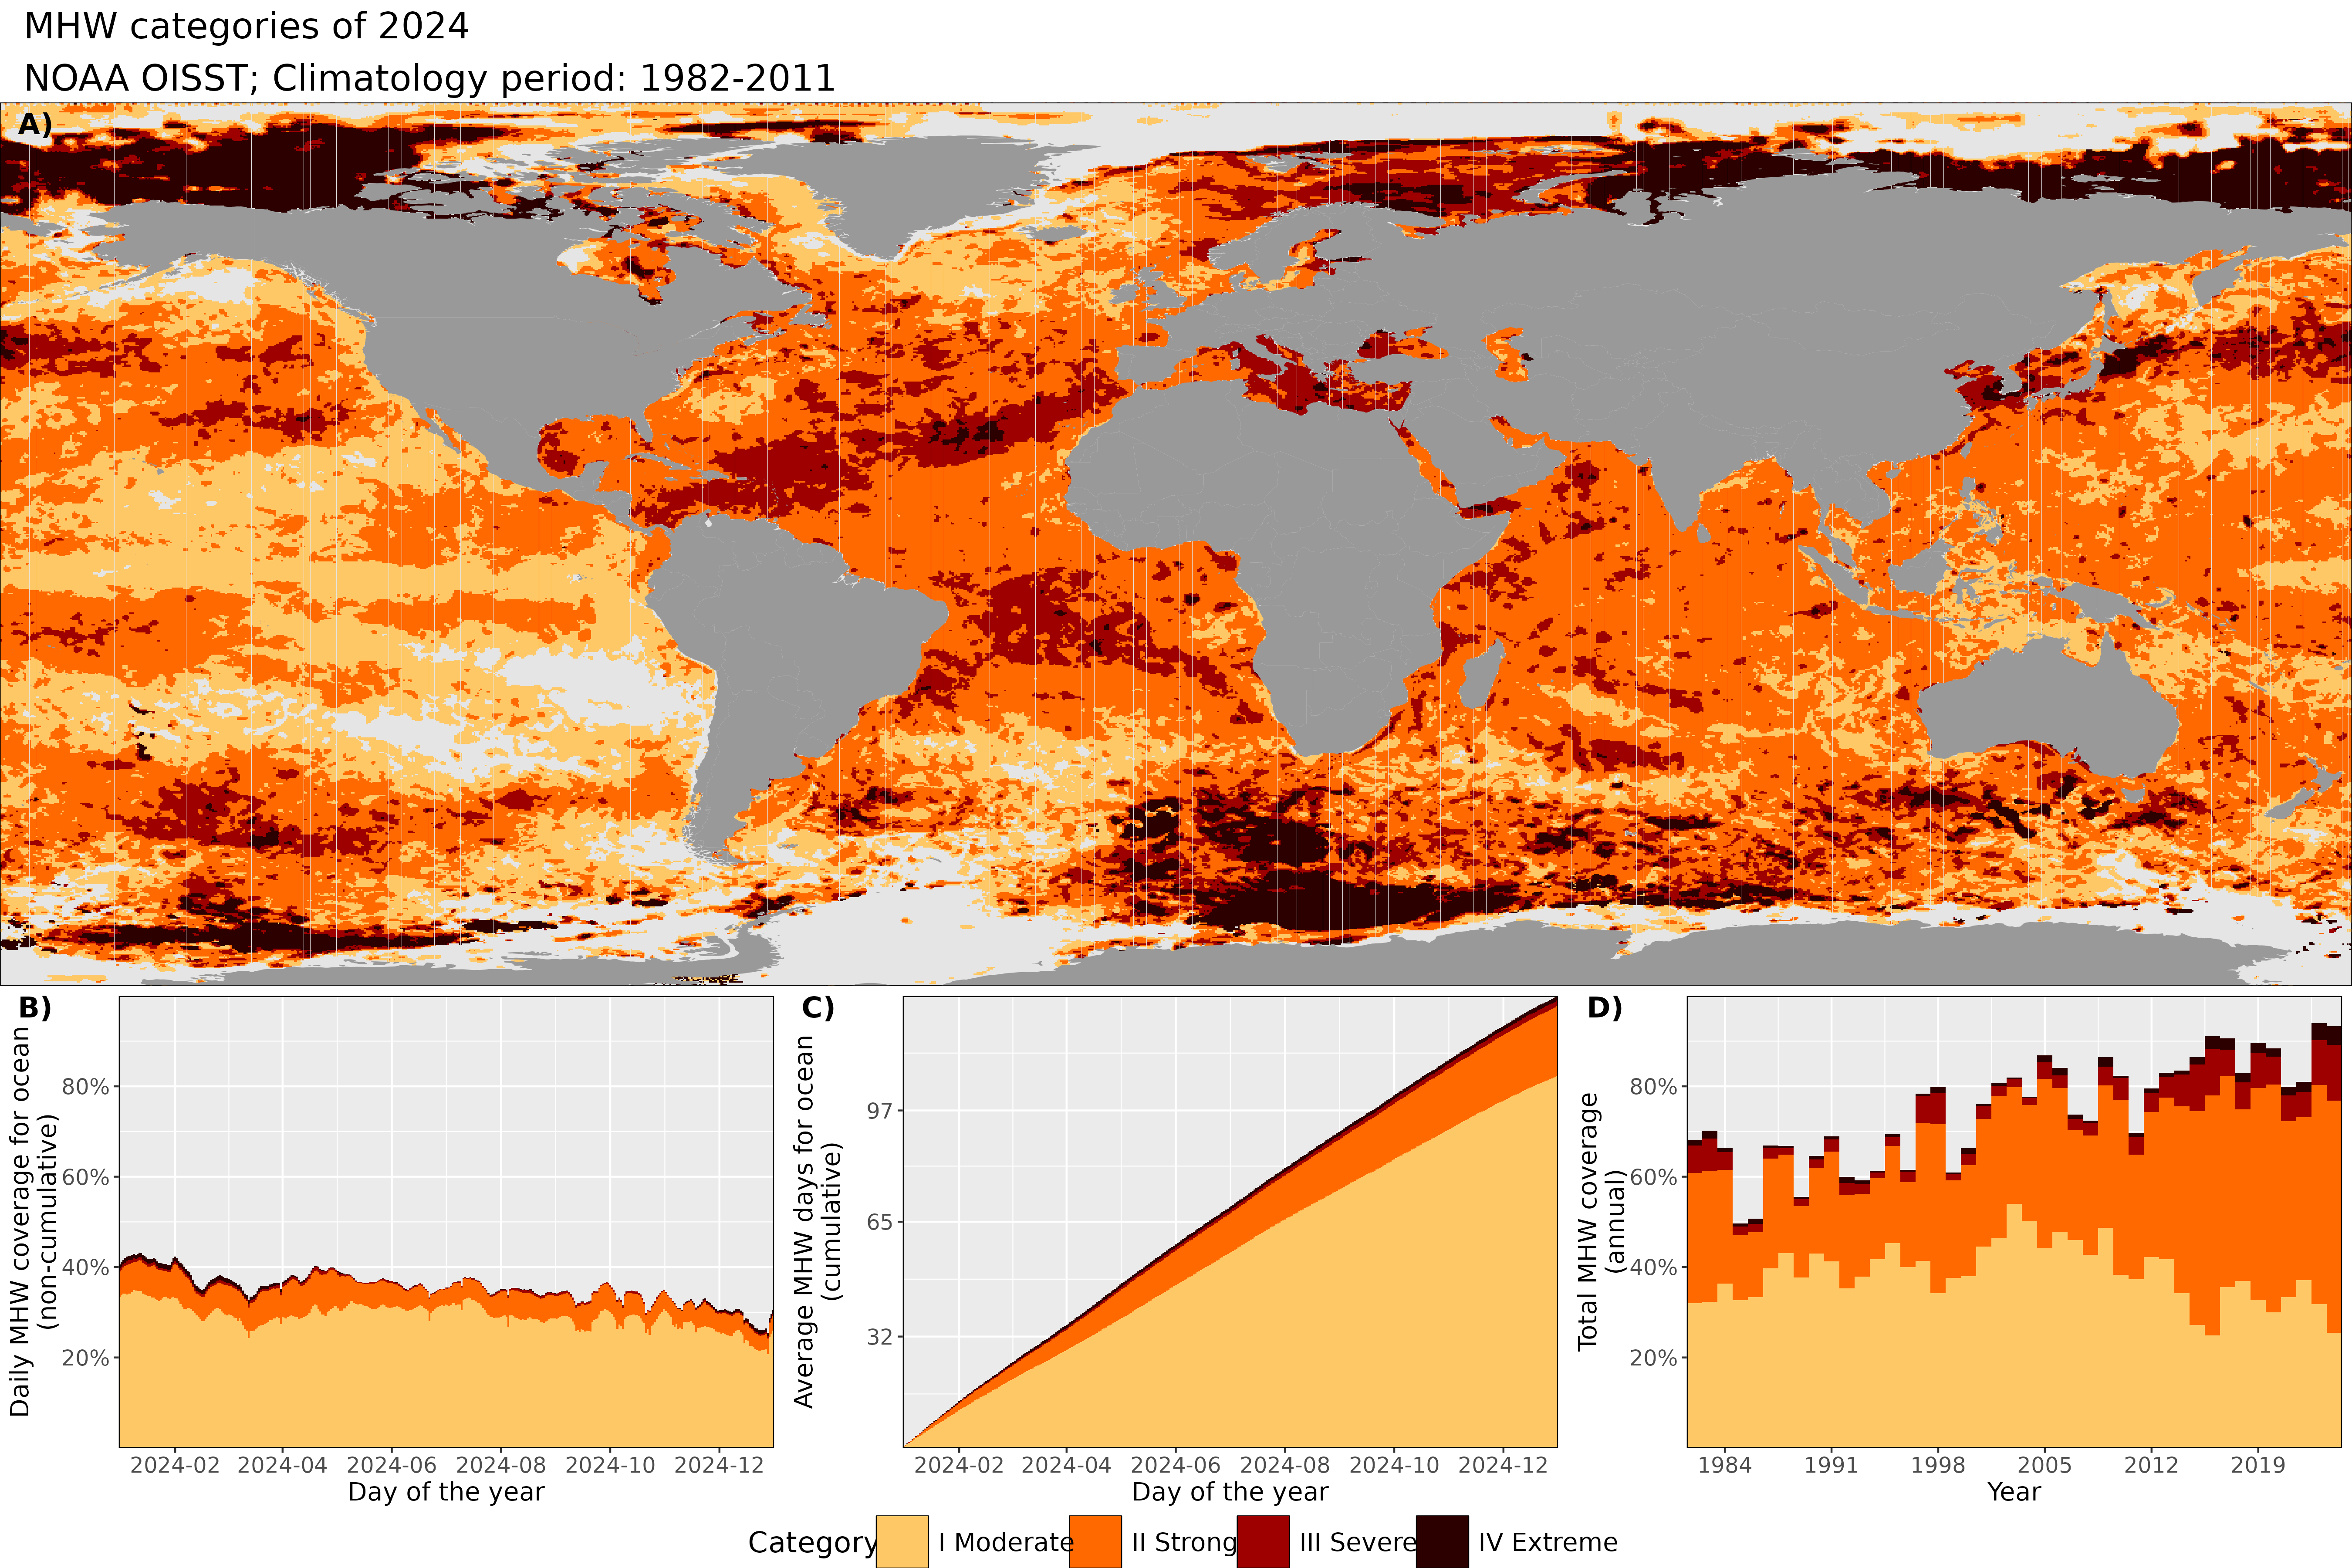 MHW categories of 2024
NOAA OISST; Climatology period: 1982-2011
A)
B)
Daily MHW coverage for ocean
(non-cumulative)
80%
60%
40%
20%
2024-02 2024-04 2024-06 2024-08 2024-10 2024-12
Day of the year
C)
Average MHW days for ocean
(cumulative)
97
65
32
2024-02 2024-04 2024-06 2024-08 2024-10 2024-12
Day of the year
D)
Total MHW coverage
(annual)
80%
60%
40%
20%
1984 1991 1998 2005 2012 2019
Year
Category I Moderate II Strong III Severe IV Extreme